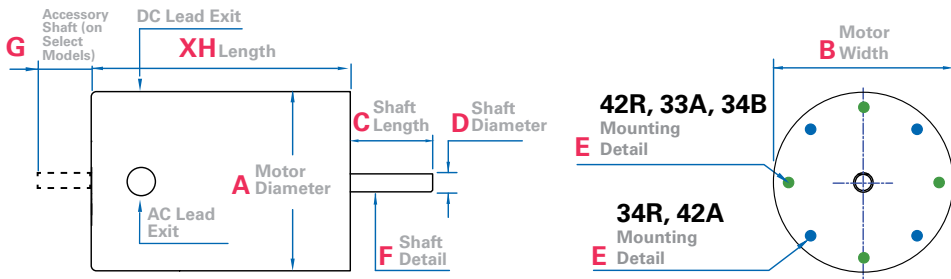 Accessory
Shaft (on
Select
Models)
G
DC Lead Exit
XH Length
Shaft
C Length
Shaft
D Diameter
Motor
A Diameter
AC Lead
Exit
Shaft
F Detail
Motor
B Width
42R, 33A, 34B
Mounting
E Detail
34R, 42A
Mounting
E Detail